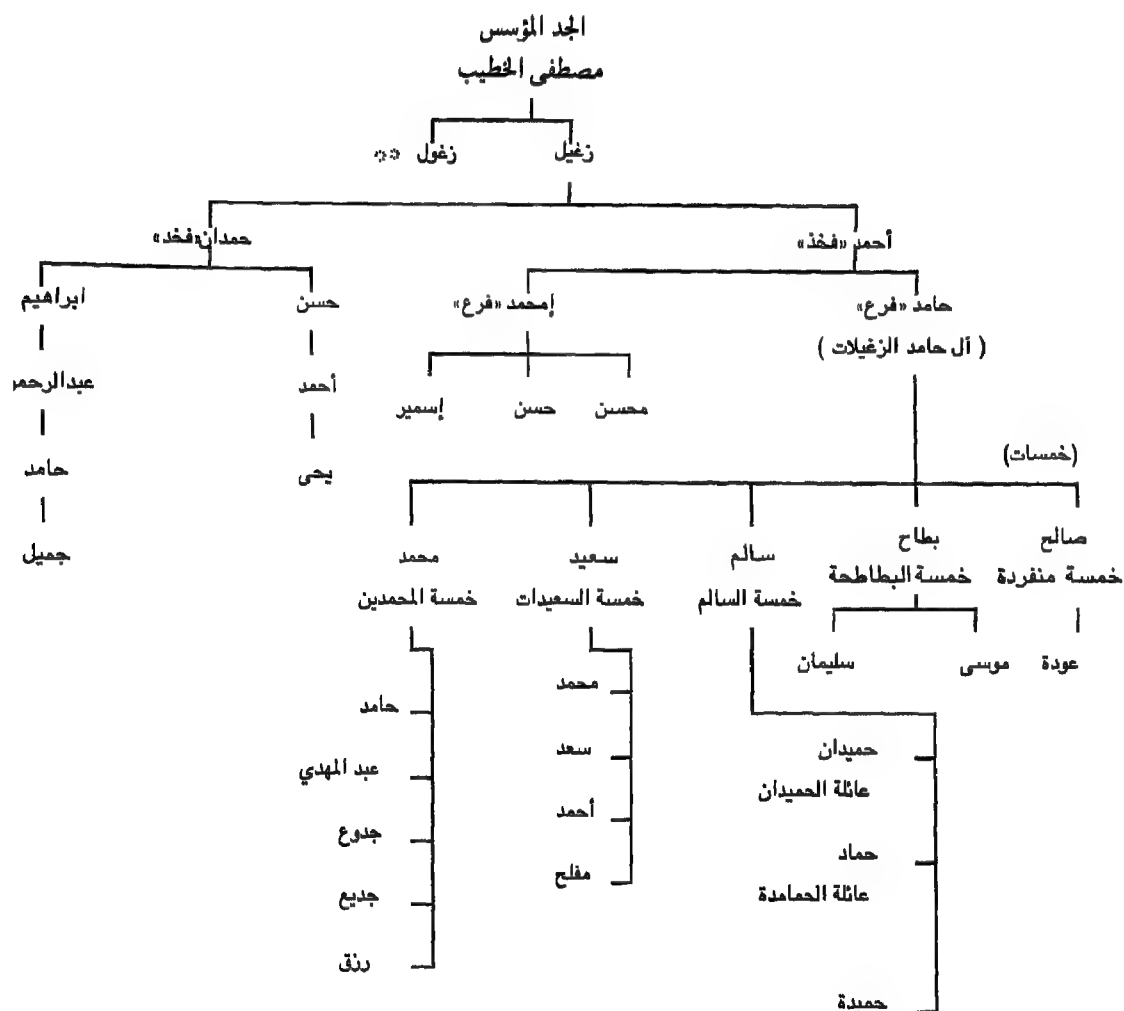 الجد المؤسس
مصطفى الخطيب
زغيل
زغول **
أحمد «فخذ»
حمدان «فخد»
حامد «فرع»
إمحمد «فرع»
حسن
ابراهيم
( آل حامد الزغيلات )
محسن
حسن
إسمير
أحمد
عبدالرحمر
يحى
حامد
جميل
(خمسات)
صالح
خمسة منفردة
بطاح
خمسة البطاطحة
سالم
خمسة السالم
سعيد
خمسة السعيدات
محمد
خمسة المحمدين
عودة
موسى
سليمان
حميدان
عائلة الحميدان
حماد
عائلة الحمامدة
حميدة
محمد
سعد
أحمد
مفلح
حامد
عبد المهدي
جدوع
جديع
رزق